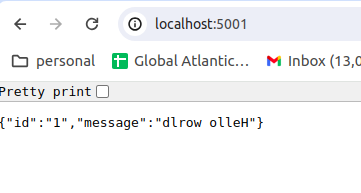 localhost:5001
personal
Global Atlantic...
Inbox (13,0
Pretty print
{"id":"1","message":"dlrow olleH"}